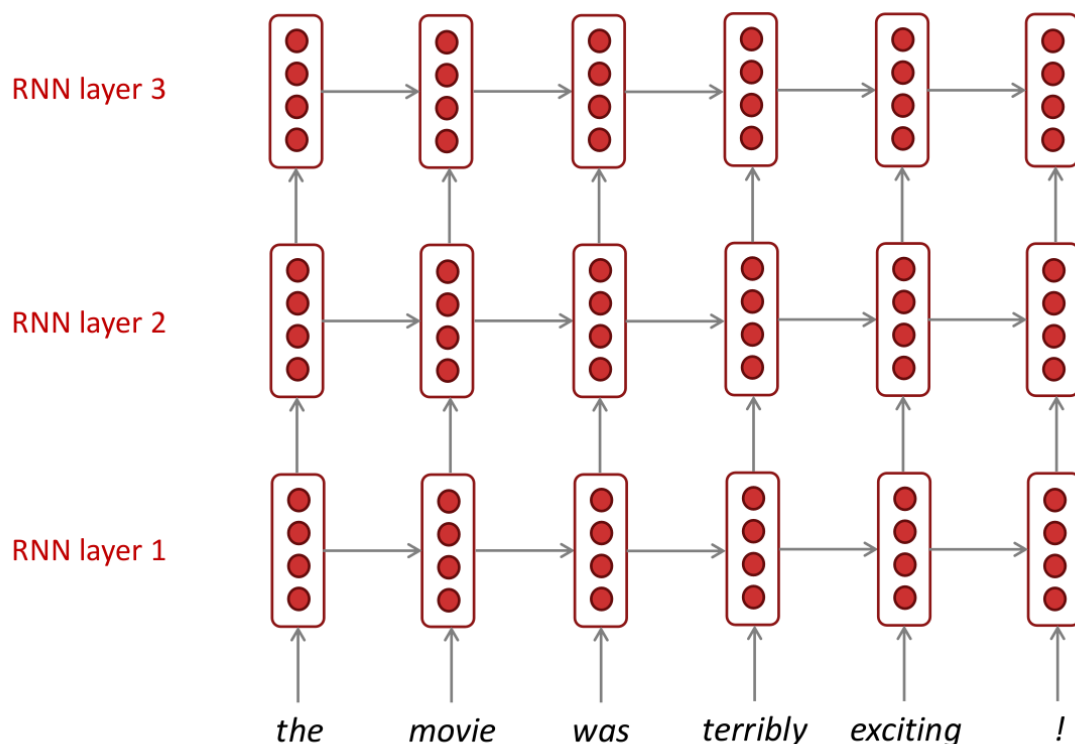 RNN layer 3
RNN layer 2
RNN layer 1
the movie was terribly exciting !